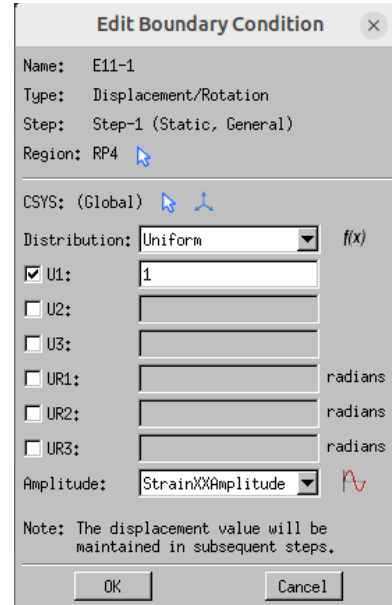 Edit Boundary Condition
Name: E11-1
Type: Displacement/Rotation
Step: Step-1 (Static, General)
Region: RP4
CSYS: (Global)
Distribution: Uniform f(x)
U1: 1
U2:
U3:
UR1: radians
UR2: radians
UR3: radians
Amplitude: StrainXXAmplitude
Note: The displacement value will be
maintained in subsequent steps.
OK Cancel